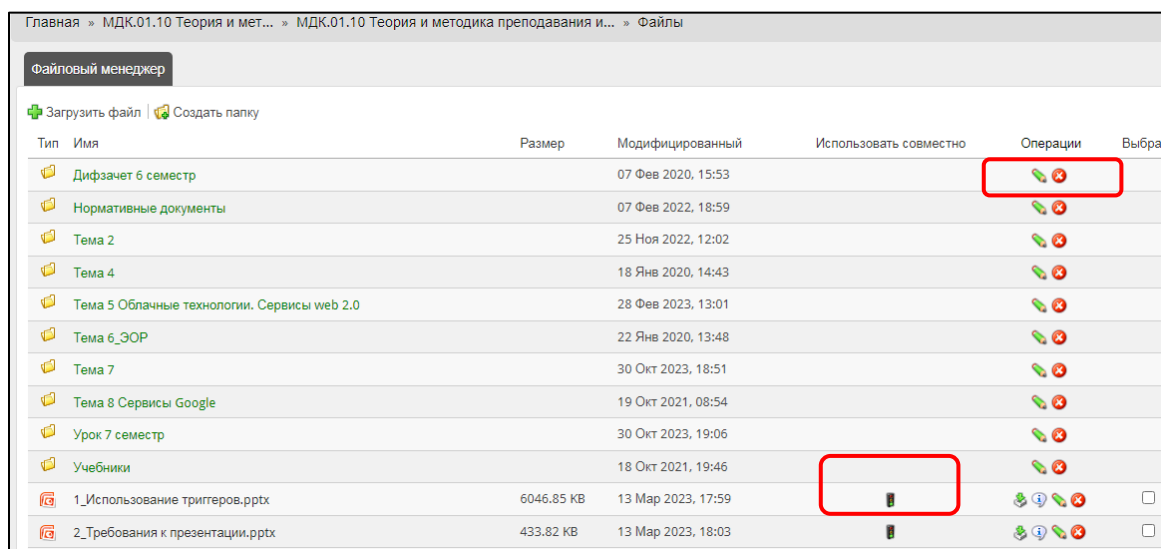 Главная » МДК.01.10 Теория и мет... » МДК.01.10 Теория и методика преподавания и... » Файлы
Файловый менеджер
Загрузить файл | Создать папку
Тип Имя Размер Модифицированный Использовать совместно Операции Выбра
Дифзачет 6 семестр 07 Фев 2020, 15:53
Нормативные документы 07 Фев 2022, 18:59
Тема 2 25 Ноя 2022, 12:02
Тема 4 18 Янв 2020, 14:43
Тема 5 Облачные технологии. Сервисы web 2.0 28 Фев 2023, 13:01
Тема 6_ЭОР 22 Янв 2020, 13:48
Тема 7 30 Окт 2023, 18:51
Тема 8 Сервисы Google 19 Окт 2021, 08:54
Урок 7 семестр 30 Окт 2023, 19:06
Учебники 18 Окт 2021, 19:46
1_Использование триггеров.pptx 6046.85 KB 13 Мар 2023, 17:59
2_Требования к презентации.pptx 433.82 KB 13 Мар 2023, 18:03